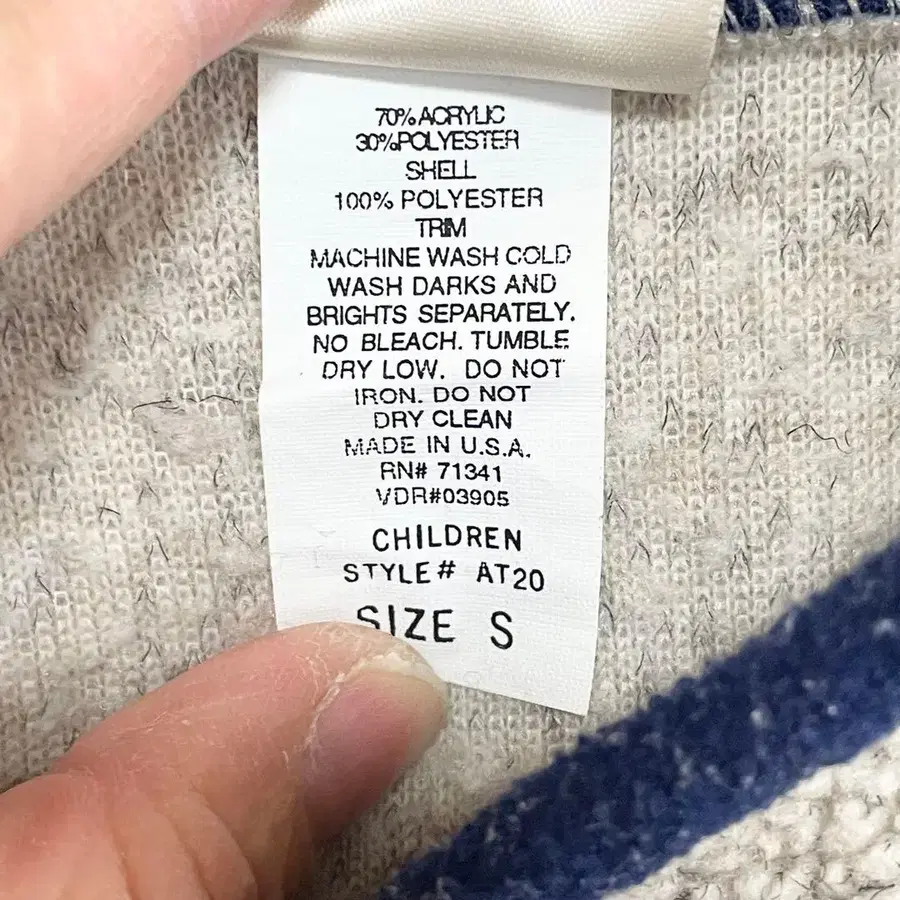 70% ACRYLIC
30%POLYESTER
SHELL
100% POLYESTER
TRIM
MACHINE WASH COLD
WASH DARKS AND
BRIGHTS SEPARATELY.
NO BLEACH. TUMBLE
DRY LOW. DO NOT
IRON. DO NOT
DRY CLEAN
MADE IN U.S.A.
RN# 71341
VDR#03905
CHILDREN
STYLE# AT20
SIZE S